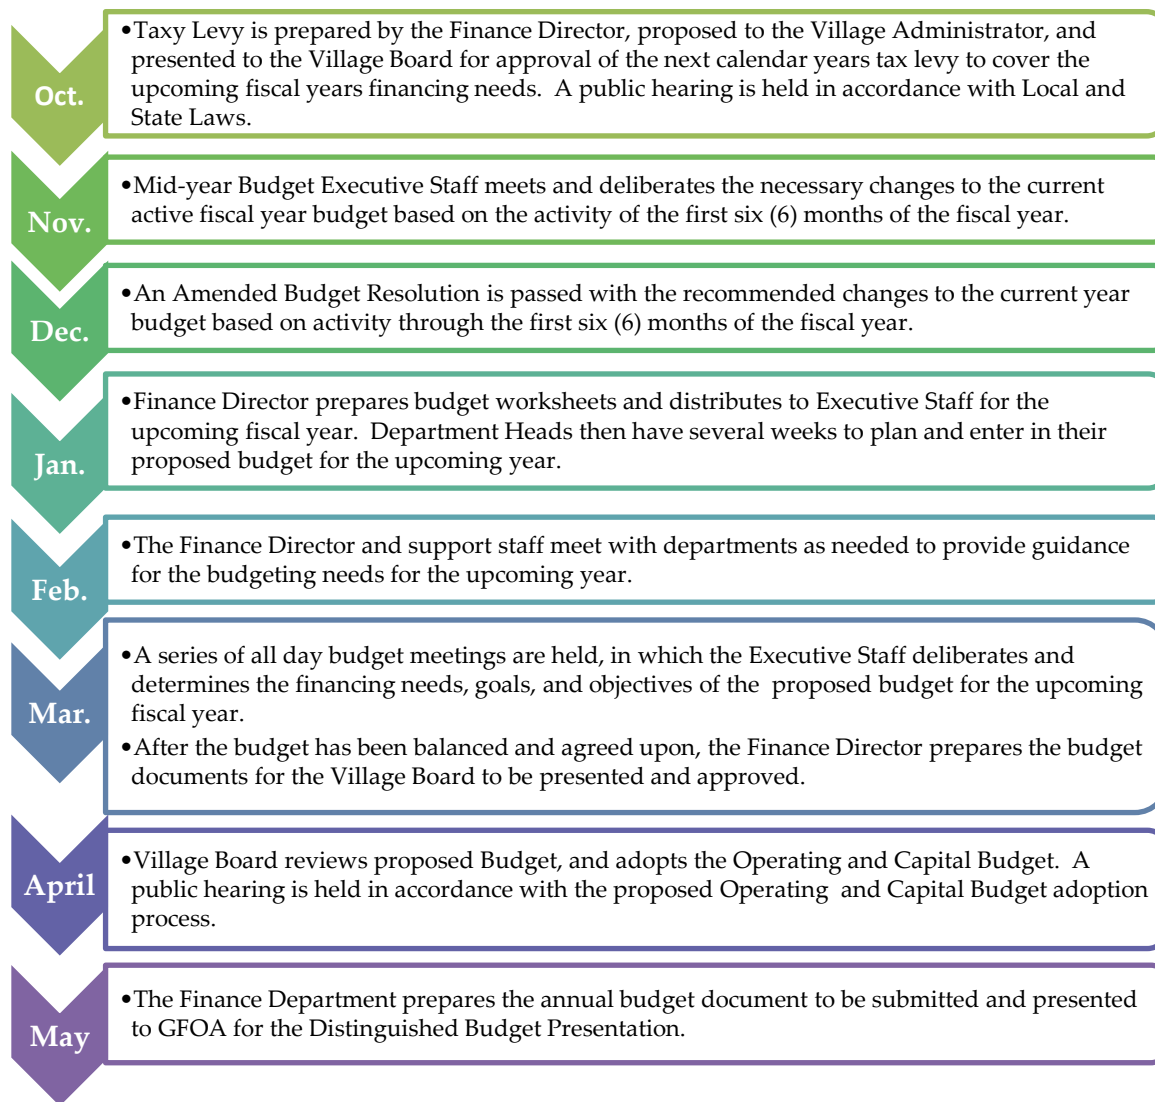 Oct.
•Taxy Levy is prepared by the Finance Director, proposed to the Village Administrator, and
presented to the Village Board for approval of the next calendar years tax levy to cover the
upcoming fiscal years financing needs.  A public hearing is held in accordance with Local and
State Laws.
Nov.
•Mid-year Budget Executive Staff meets and deliberates the necessary changes to the current
active fiscal year budget based on the activity of the first six (6) months of the fiscal year.
Dec.
•An Amended Budget Resolution is passed with the recommended changes to the current year
budget based on activity through the first six (6) months of the fiscal year.
Jan.
•Finance Director prepares budget worksheets and distributes to Executive Staff for the
upcoming fiscal year.  Department Heads then have several weeks to plan and enter in their
proposed budget for the upcoming year.
Feb.
•The Finance Director and support staff meet with departments as needed to provide guidance
for the budgeting needs for the upcoming year.
Mar.
•A series of all day budget meetings are held, in which the Executive Staff deliberates and
determines the financing needs, goals, and objectives of the  proposed budget for the upcoming
fiscal year.
•After the budget has been balanced and agreed upon, the Finance Director prepares the budget
documents for the Village Board to be presented and approved.
April
•Village Board reviews proposed Budget, and adopts the Operating and Capital Budget.  A
public hearing is held in accordance with the proposed Operating  and Capital Budget adoption
process.
May
•The Finance Department prepares the annual budget document to be submitted and presented
to GFOA for the Distinguished Budget Presentation.